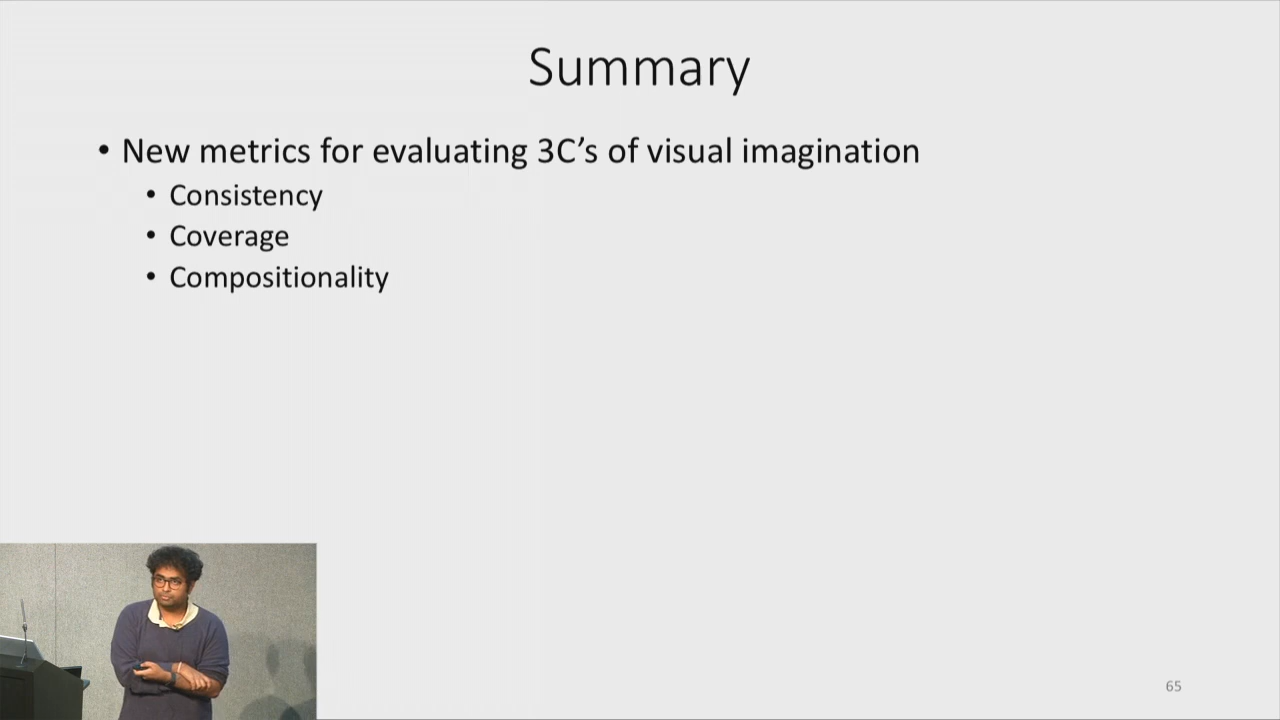 Summary
• New metrics for evaluating 3C’s of visual imagination
• Consistency
• Coverage
• Compositionality
65